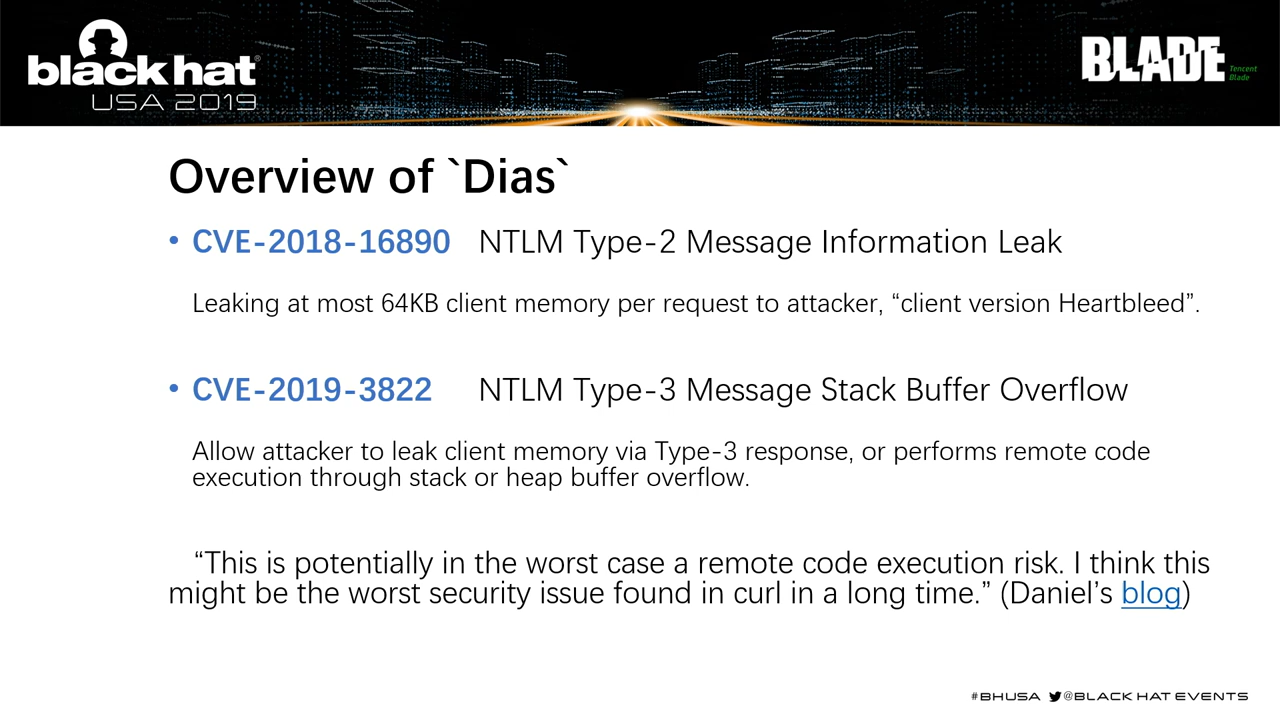 black hat®
USA 2019
BLADE
Tencent
Blade
Overview of `Dias`
• CVE-2018-16890 NTLM Type-2 Message Information Leak
Leaking at most 64KB client memory per request to attacker, “client version Heartbleed”.
• CVE-2019-3822 NTLM Type-3 Message Stack Buffer Overflow
Allow attacker to leak client memory via Type-3 response, or performs remote code
execution through stack or heap buffer overflow.
“This is potentially in the worst case a remote code execution risk. I think this
might be the worst security issue found in curl in a long time.” (Daniel’s blog)
#BHUSA @BLACK HAT EVENTS